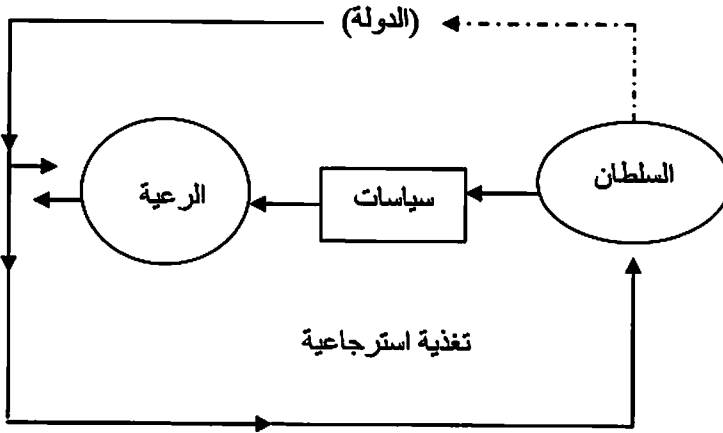 (الدولة)
السلطان
سياسات
الرعية
تغذية استرجاعية